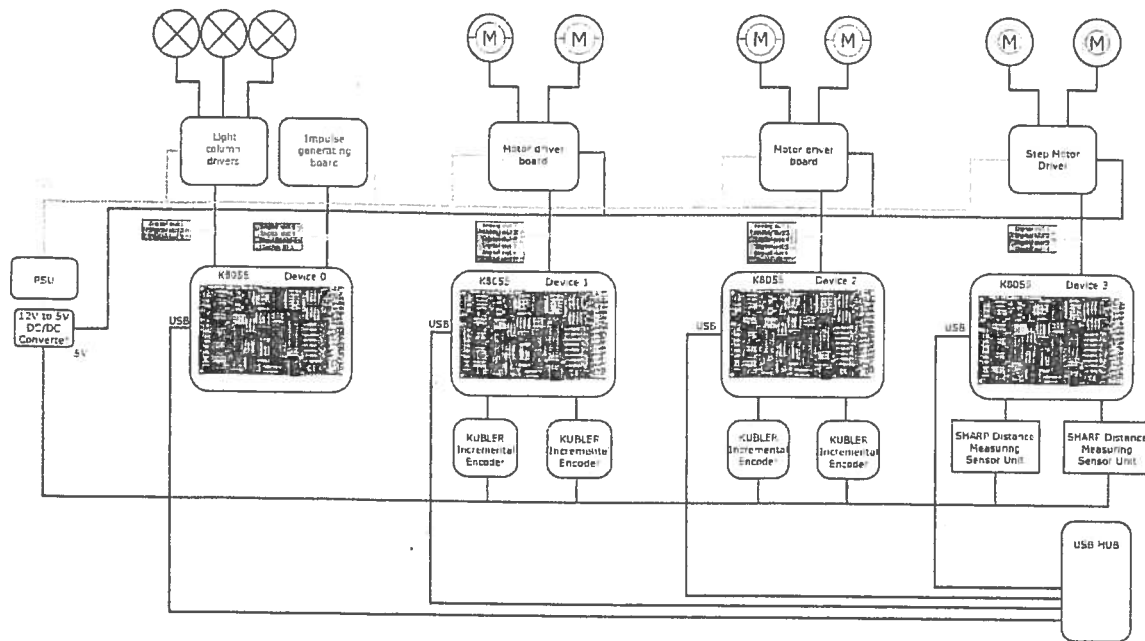 M
M
M
M
M
M
Light
column
drivers
Impulse
generating
board
Motor driver
board
Motor driver
board
Step Motor
Driver
PSU
12V to 5V
DC/DC
Converter
5V
K8055 Device 0
USB
K8055 Device 1
USB
K8055 Device 2
USB
K8055 Device 3
USB
KUBLER
Incremental
Encoder
KUBLER
Incremental
Encoder
KUBLER
Incremental
Encoder
KUBLER
Incremental
Encoder
SHARP Distance
Measuring
Sensor Unit
SHARP Distance
Measuring
Sensor Unit
USB HUB